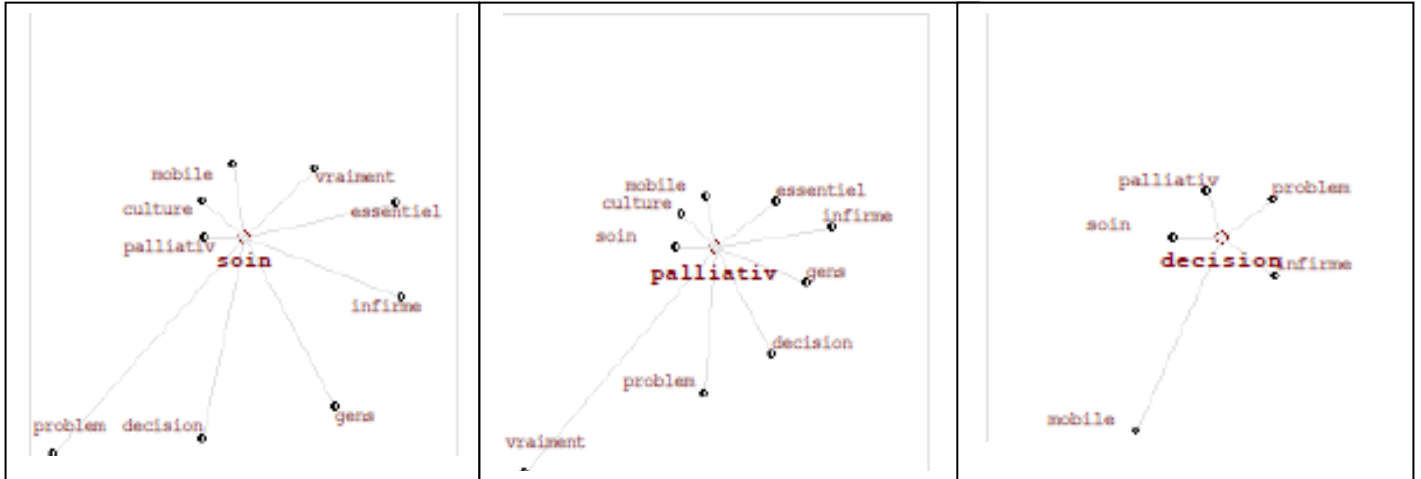 mobile
vraiment
culture
essentiel
palliativ
soin
infirme
gens
problem
decision
mobile
essentiel
culture
infirme
soin
palliativ
gens
decision
problem
vraiment
palliativ
problem
soin
decision
infirme
mobile